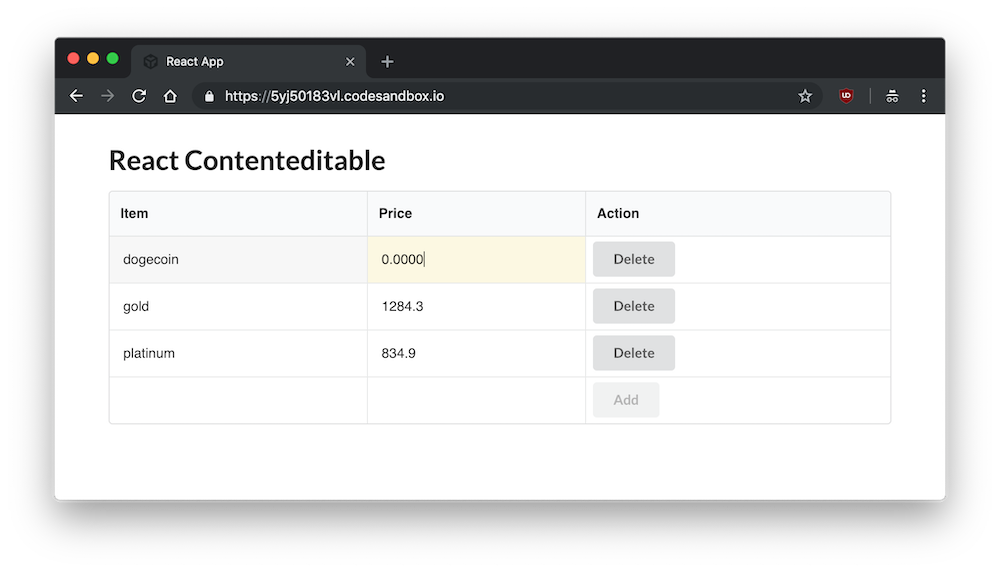 React App
https://5yj50183vl.codesandbox.io
React Contenteditable
Item Price Action
dogecoin 0.0000 Delete
gold 1284.3 Delete
platinum 834.9 Delete
Add